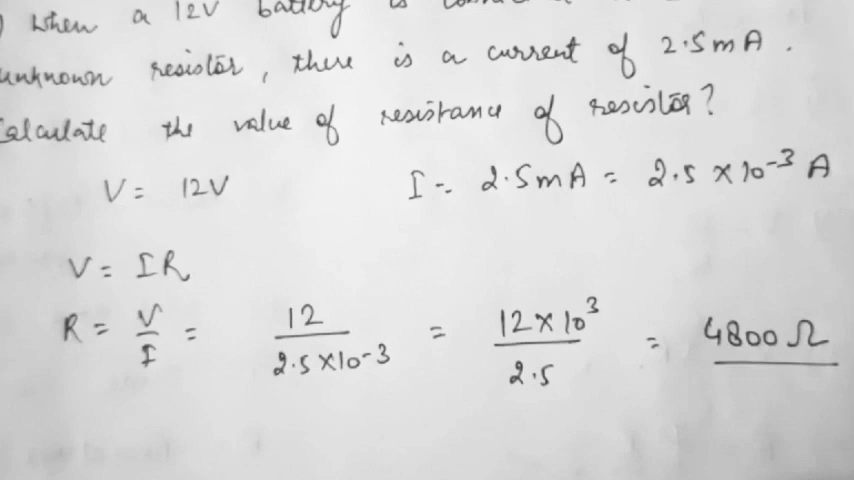 When a 12V battery is
unknown resistor, there is a current of 2.5mA.
Calculate the value of resistance of resistor?
V = 12V I = 2.5mA = 2.5 × 10⁻³ A
V = IR
R = V/I = 12/(2.5×10⁻³) = 12×10³/2.5 = 4800 Ω